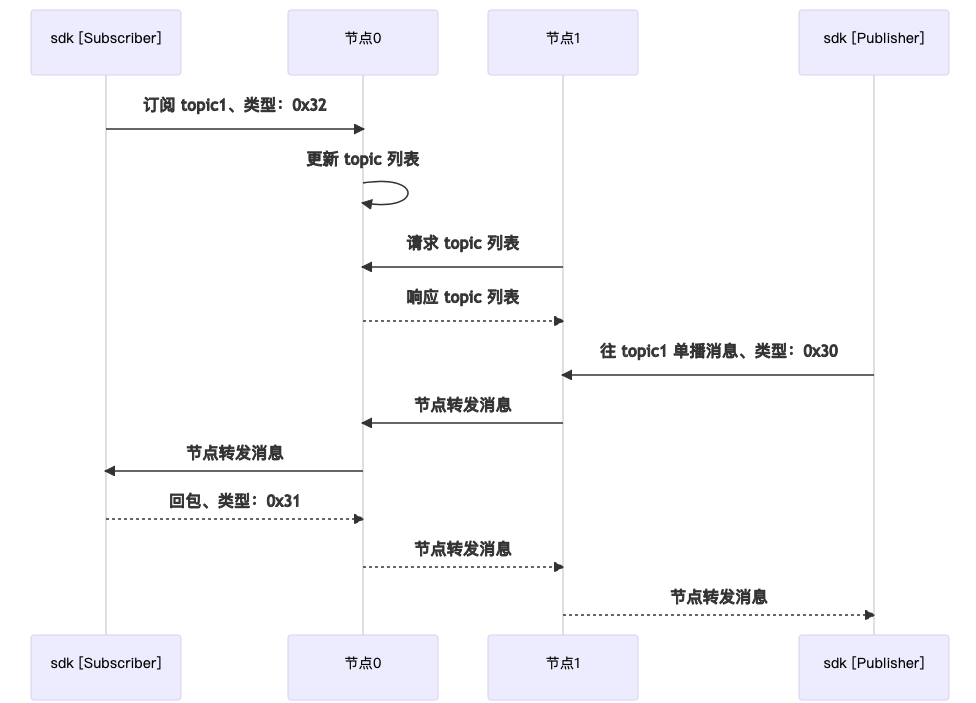 sdk [Subscriber]
节点0
节点1
sdk [Publisher]
订阅 topic1、类型：0x32
更新 topic 列表
请求 topic 列表
响应 topic 列表
往 topic1 单播消息、类型：0x30
节点转发消息
节点转发消息
回包、类型：0x31
节点转发消息
节点转发消息
sdk [Subscriber]
节点0
节点1
sdk [Publisher]